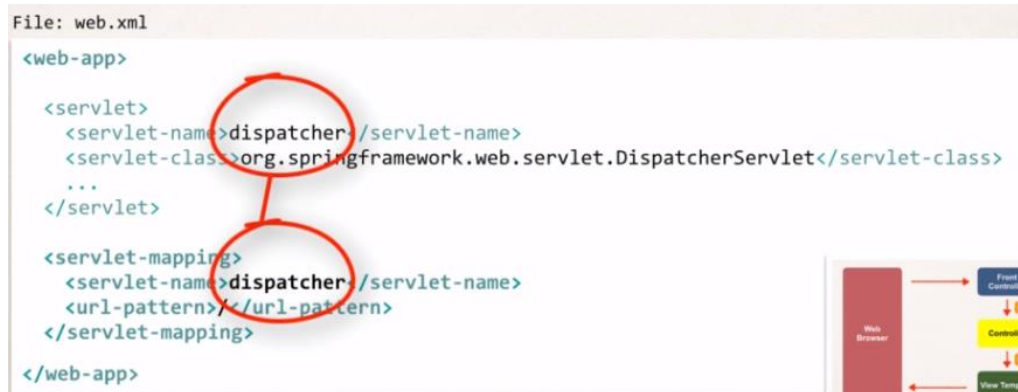 File: web.xml
<web-app>
<servlet>
<servlet-name>dispatcher</servlet-name>
<servlet-class>org.springframework.web.servlet.DispatcherServlet</servlet-class>
...
</servlet>
<servlet-mapping>
<servlet-name>dispatcher</servlet-name>
<url-pattern>/</url-pattern>
</servlet-mapping>
</web-app>
Web
Browser
Front